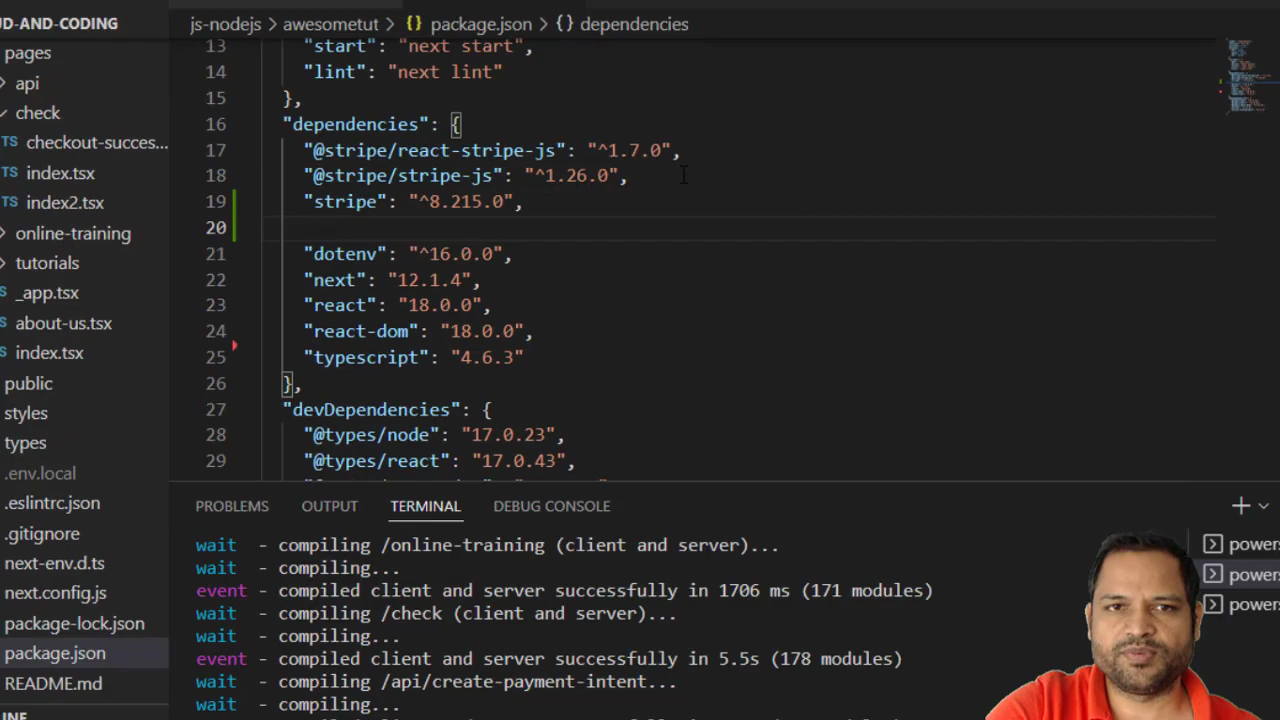 D-AND-CODING
js-nodejs > awesometut > {} package.json > {} dependencies
pages
api
check
TS checkout-succes...
TS index.tsx
TS index2.tsx
online-training
tutorials
_app.tsx
about-us.tsx
index.tsx
public
styles
types
.env.local
.eslintrc.json
.gitignore
next-env.d.ts
next.config.js
package-lock.json
package.json
README.md
INE
13 "start": "next start",
14 "lint": "next lint"
15 },
16 "dependencies": {
17 "@stripe/react-stripe-js": "^1.7.0",
18 "@stripe/stripe-js": "^1.26.0",
19 "stripe": "^8.215.0",
20
21 "dotenv": "^16.0.0",
22 "next": "12.1.4",
23 "react": "18.0.0",
24 "react-dom": "18.0.0",
25 "typescript": "4.6.3"
26 },
27 "devDependencies": {
28 "@types/node": "17.0.23",
29 "@types/react": "17.0.43",
PROBLEMS OUTPUT TERMINAL DEBUG CONSOLE
wait - compiling /online-training (client and server)...
wait - compiling...
event - compiled client and server successfully in 1706 ms (171 modules)
wait - compiling /check (client and server)...
wait - compiling...
event - compiled client and server successfully in 5.5s (178 modules)
wait - compiling /api/create-payment-intent...
wait - compiling...
powers
powers
powers